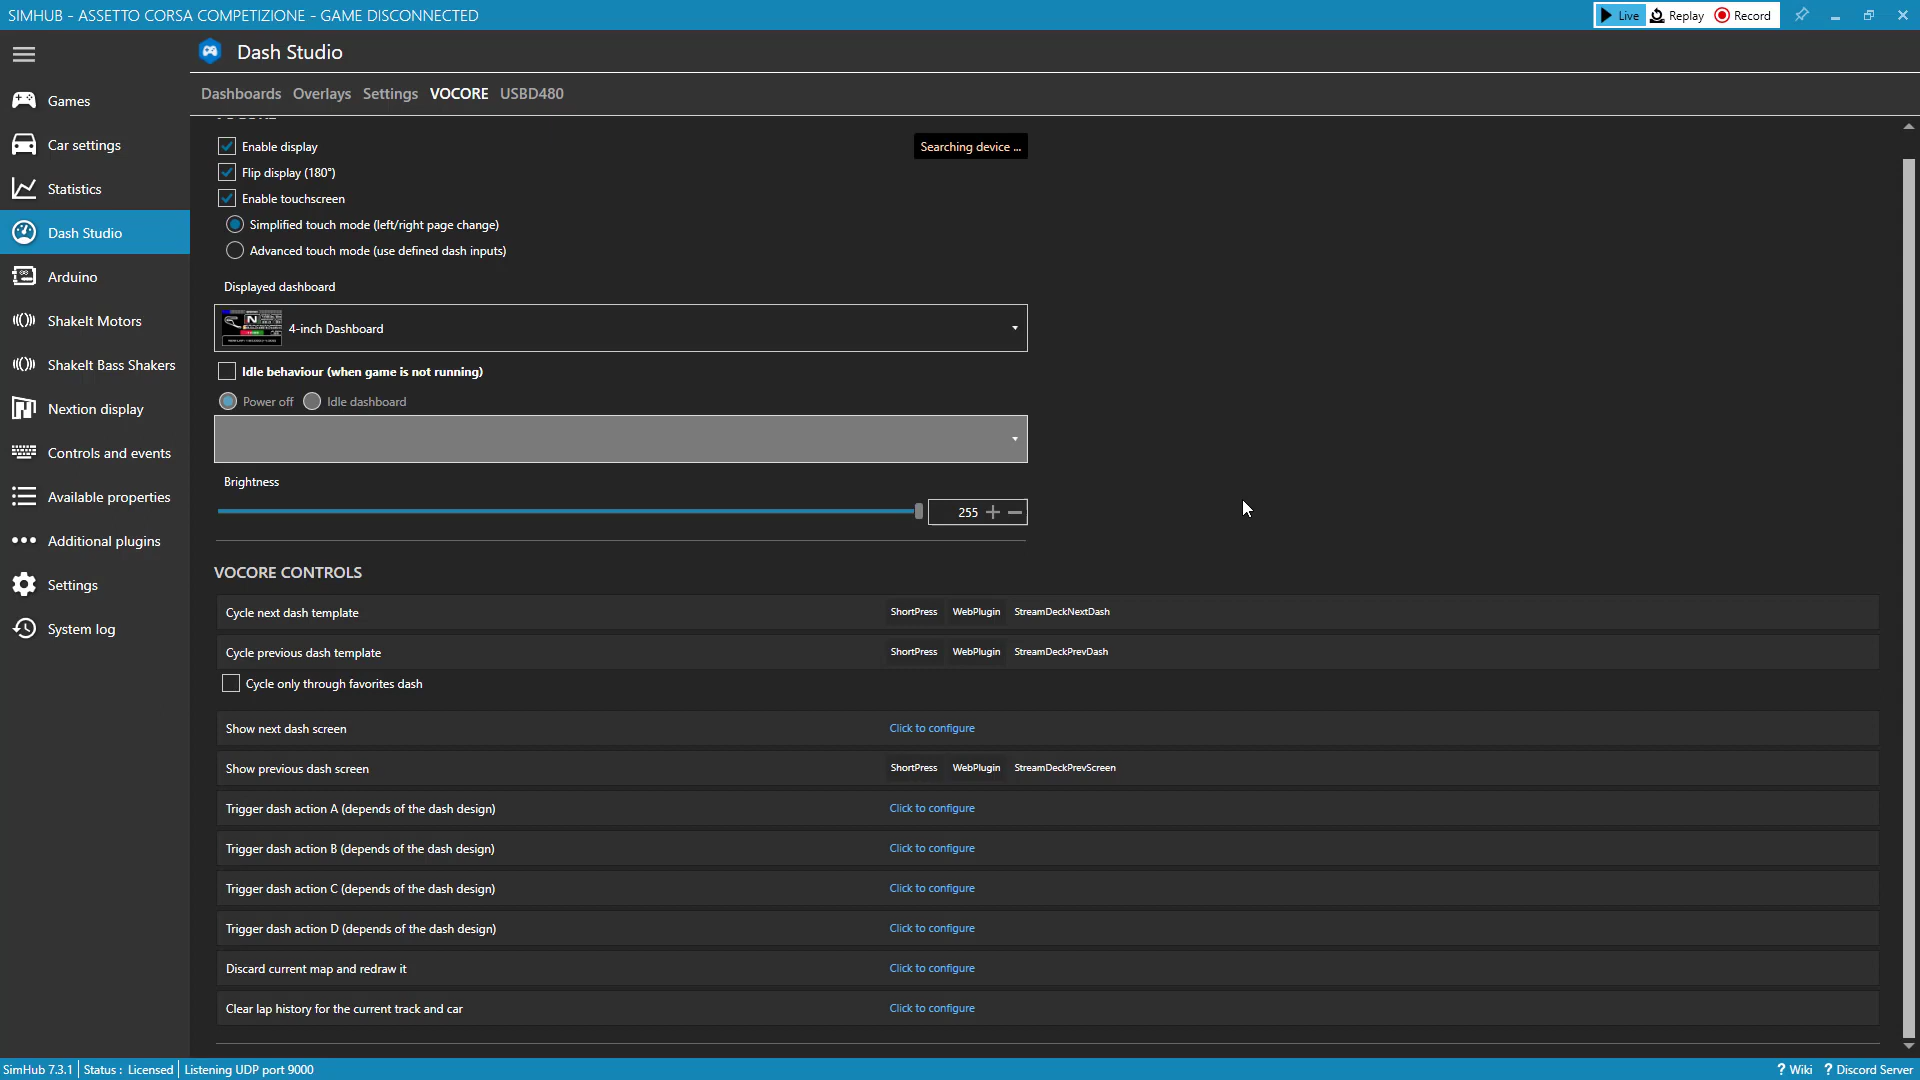 SIMHUB - ASSETTO CORSA COMPETIZIONE - GAME DISCONNECTED
Live Replay Record
Dash Studio
Games
Car settings
Statistics
Dash Studio
Arduino
ShakeIt Motors
ShakeIt Bass Shakers
Nextion display
Controls and events
Available properties
Additional plugins
Settings
System log
Dashboards Overlays Settings VOCORE USBD480
Enable display
Searching device ...
Flip display (180°)
Enable touchscreen
Simplified touch mode (left/right page change)
Advanced touch mode (use defined dash inputs)
Displayed dashboard
N
4-inch Dashboard
Idle behaviour (when game is not running)
Power off Idle dashboard
Brightness
255
VOCORE CONTROLS
Cycle next dash template ShortPress WebPlugin StreamDeckNextDash
Cycle previous dash template ShortPress WebPlugin StreamDeckPrevDash
Cycle only through favorites dash
Show next dash screen Click to configure
Show previous dash screen ShortPress WebPlugin StreamDeckPrevScreen
Trigger dash action A (depends of the dash design) Click to configure
Trigger dash action B (depends of the dash design) Click to configure
Trigger dash action C (depends of the dash design) Click to configure
Trigger dash action D (depends of the dash design) Click to configure
Discard current map and redraw it Click to configure
Clear lap history for the current track and car Click to configure
SimHub 7.3.1 Status : Licensed Listening UDP port 9000
? Wiki ? Discord Server